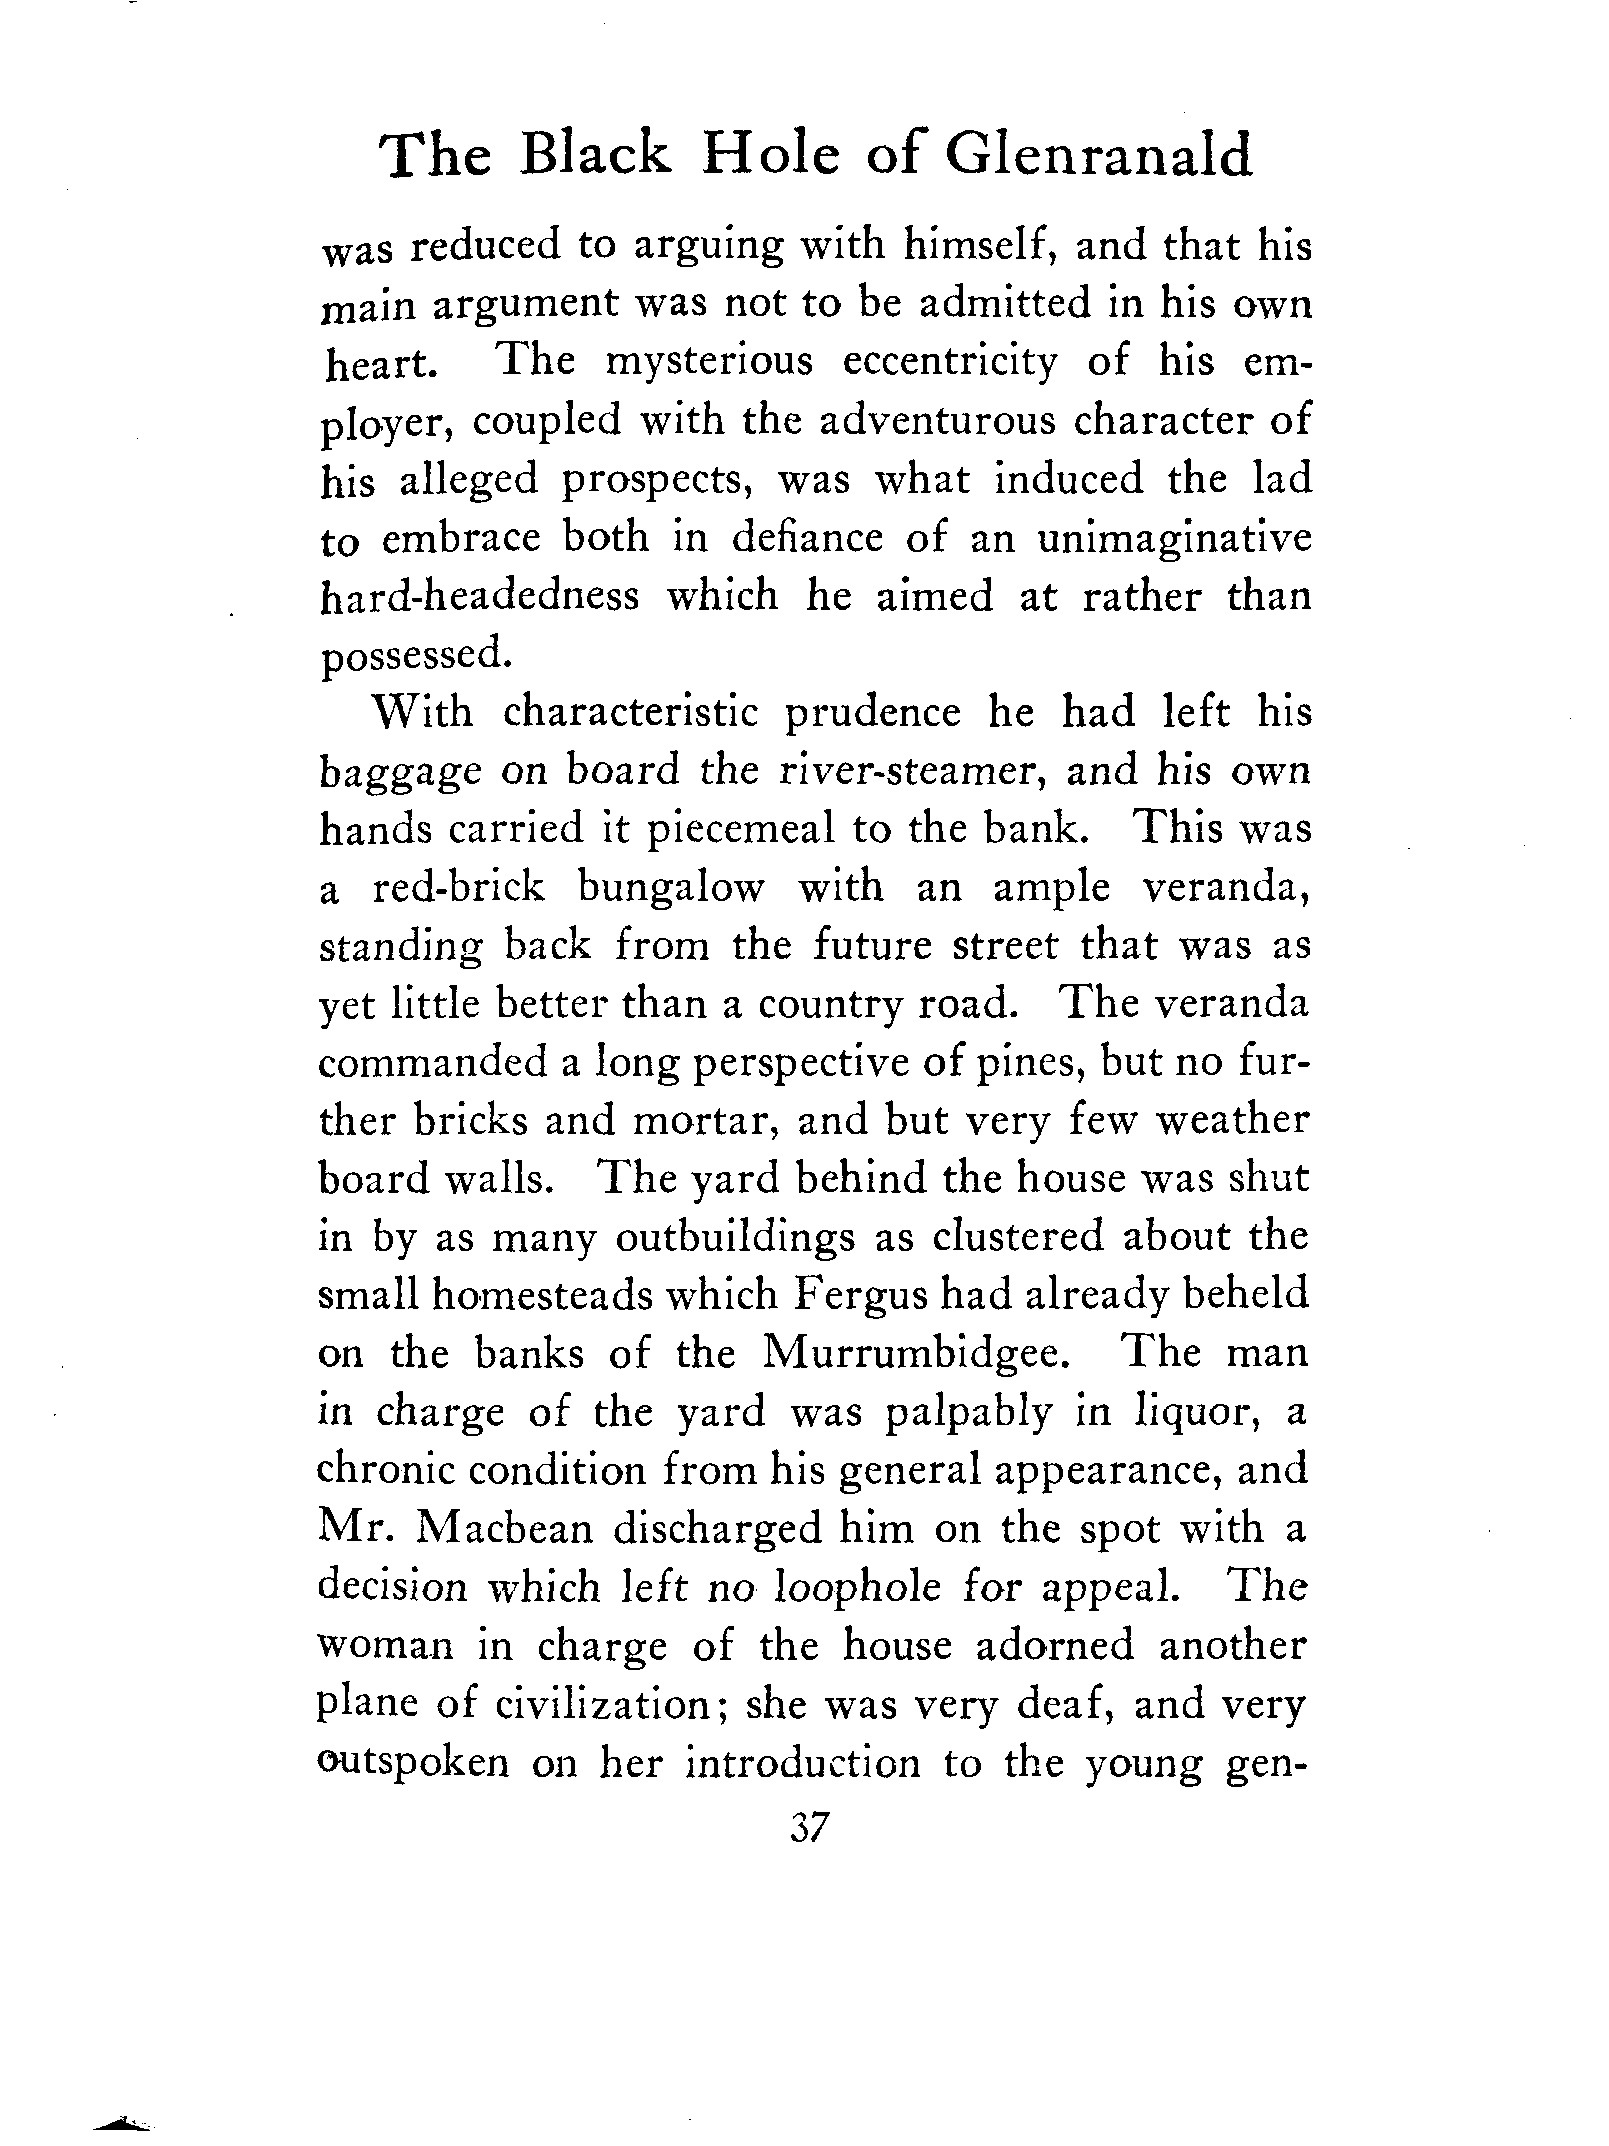 The Black Hole of Glenranald
was reduced to arguing with himself, and that his
main argument was not to be admitted in his own
heart. The mysterious eccentricity of his em-
ployer, coupled with the adventurous character of
his alleged prospects, was what induced the lad
to embrace both in defiance of an unimaginative
hard-headedness which he aimed at rather than
possessed.
With characteristic prudence he had left his
baggage on board the river-steamer, and his own
hands carried it piecemeal to the bank. This was
a red-brick bungalow with an ample veranda,
standing back from the future street that was as
yet little better than a country road. The veranda
commanded a long perspective of pines, but no fur-
ther bricks and mortar, and but very few weather
board walls. The yard behind the house was shut
in by as many outbuildings as clustered about the
small homesteads which Fergus had already beheld
on the banks of the Murrumbidgee. The man
in charge of the yard was palpably in liquor, a
chronic condition from his general appearance, and
Mr. Macbean discharged him on the spot with a
decision which left no loophole for appeal. The
woman in charge of the house adorned another
plane of civilization; she was very deaf, and very
outspoken on her introduction to the young gen-
37